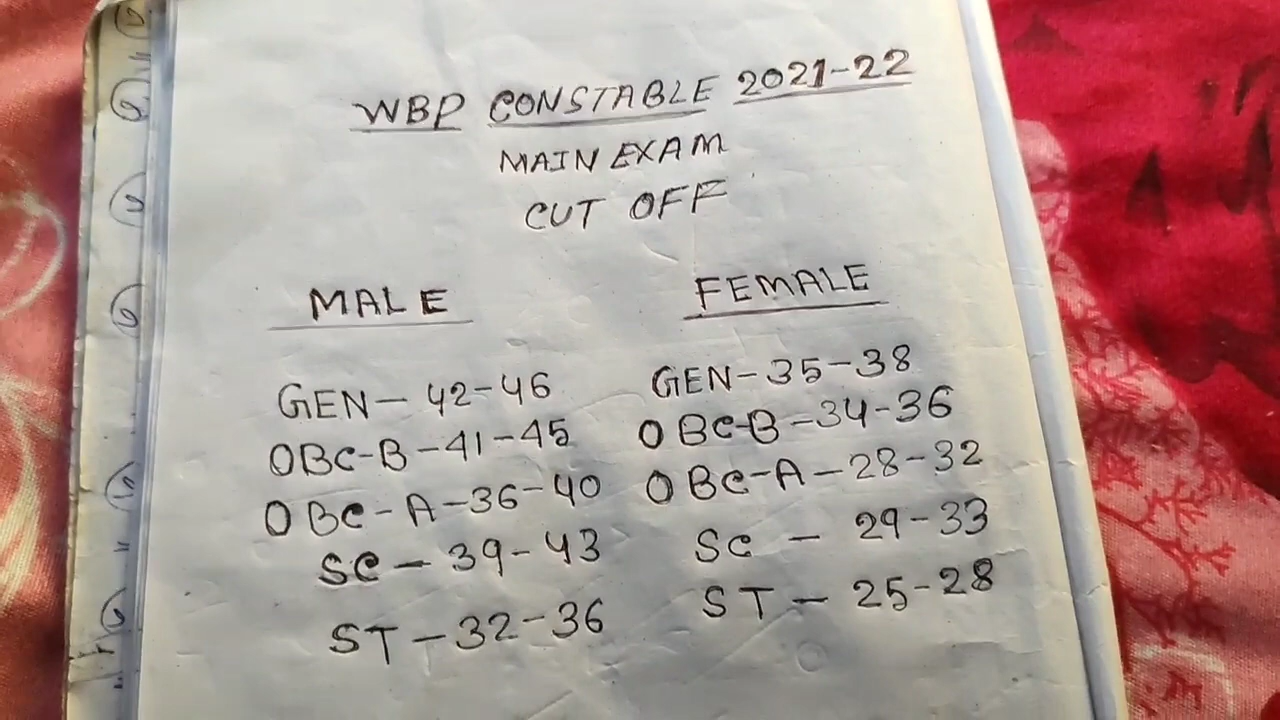 WBP CONSTABLE 2021-22
MAIN EXAM
CUT OFF
MALE
GEN - 42-46
OBC-B-41-45
OBC-A-36-40
SC-39-43
ST-32-36
FEMALE
GEN-35-38
OBC-B-34-36
OBC-A-28-32
SC - 29-33
ST - 25-28